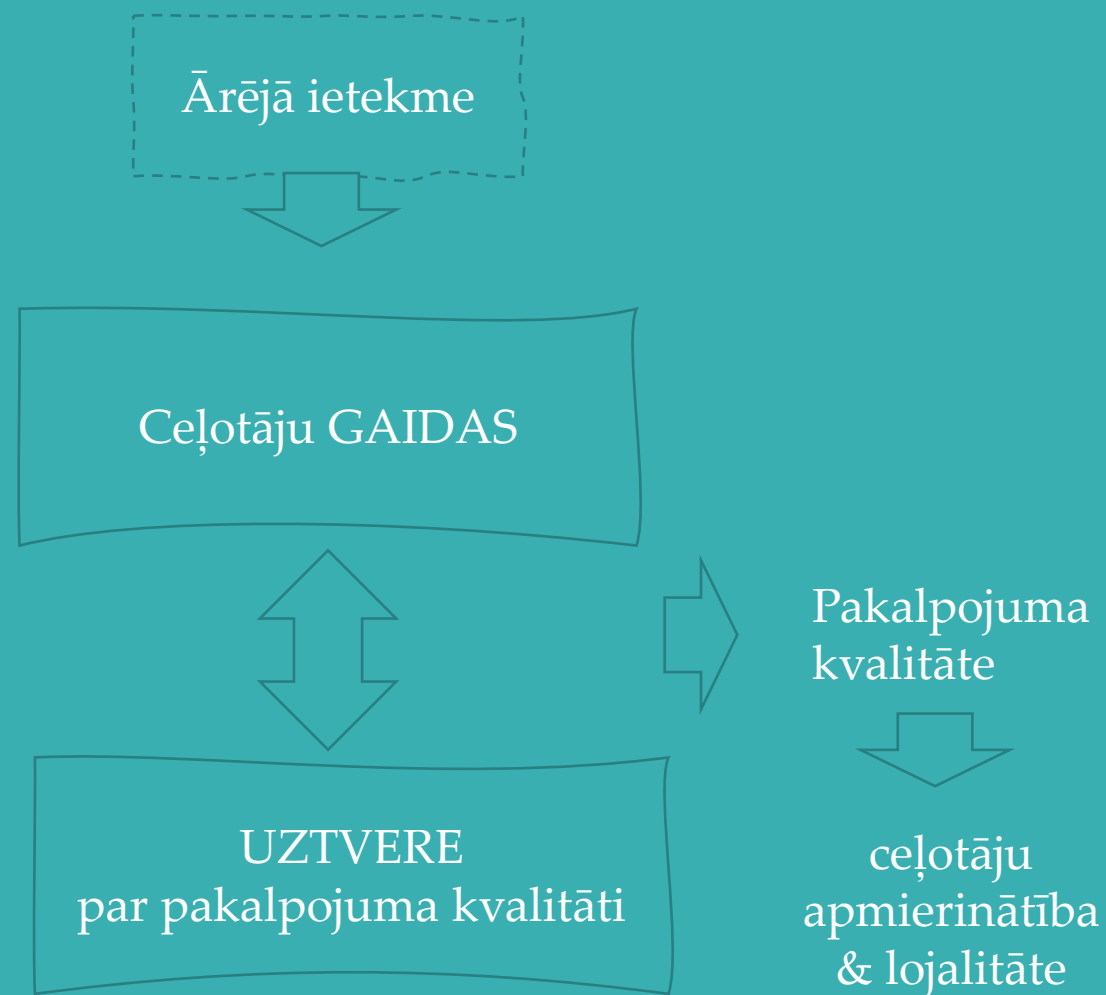 Ārējā ietekme
Ceļotāju GAIDAS
Pakalpojuma
kvalitāte
UZTVERE
par pakalpojuma kvalitāti
ceļotāju
apmierinātība
& lojalitāte